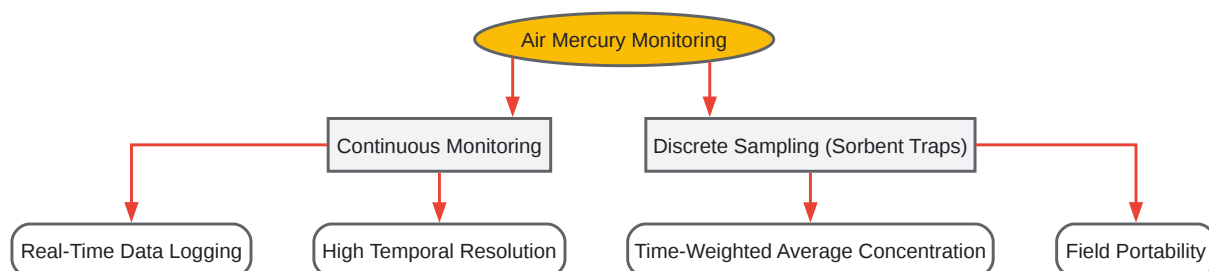 Air Mercury Monitoring
Continuous Monitoring
Discrete Sampling (Sorbent Traps)
Real-Time Data Logging
High Temporal Resolution
Time-Weighted Average Concentration
Field Portability